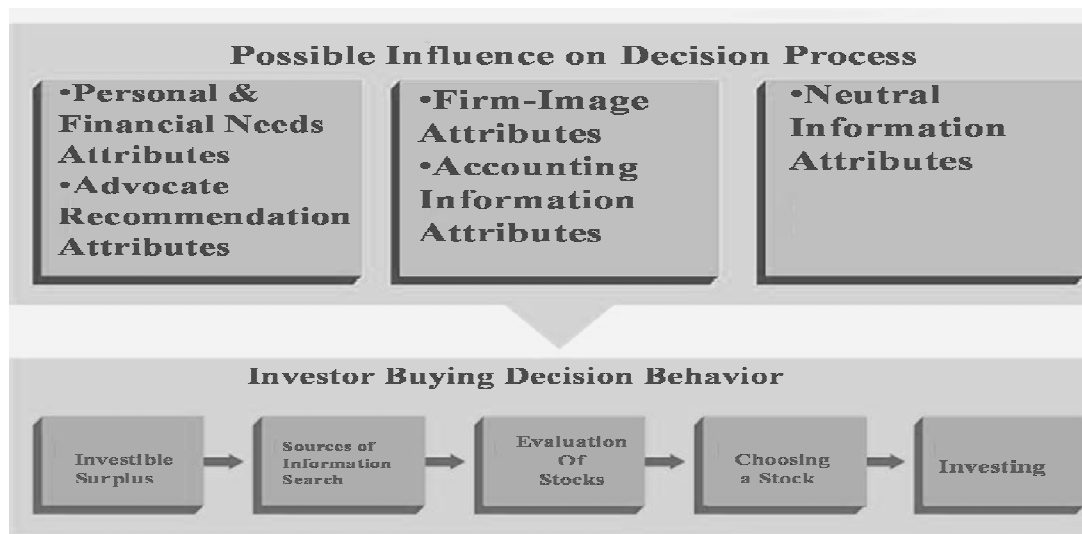 Possible Influence on Decision Process
•Personal &
Financial Needs
Attributes
•Advocate
Recommendation
Attributes
•Firm-Image
Attributes
•Accounting
Information
Attributes
•Neutral
Information
Attributes
Investor Buying Decision Behavior
Investible
Surplus
Sources of
Information
Search
Evaluation
Of
Stocks
Choosing
a Stock
Investing